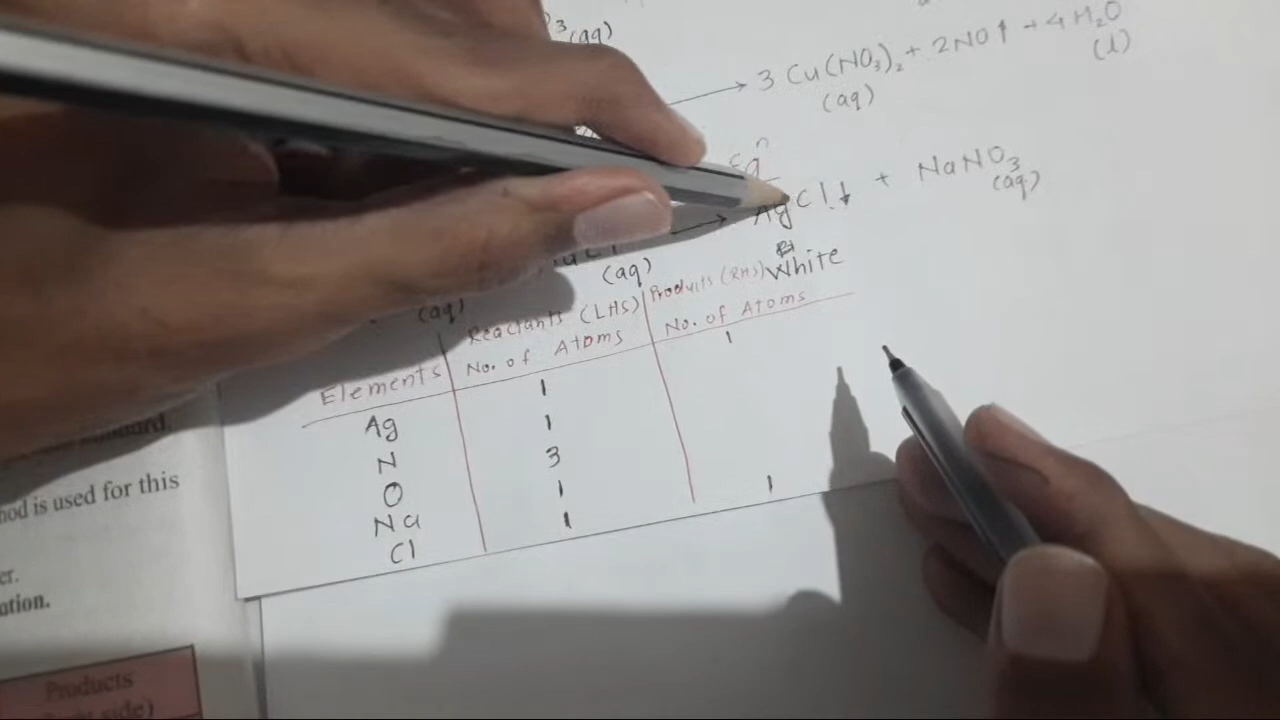 3 (aq)
3 Cu(NO₃)₂ + 2NO↑ + 4H₂O
(aq) (l)
AgCl↓ + NaNO₃
(aq)
(aq) White
(aq)
Elements Reactants (LHS) Products (RHS)
No. of Atoms No. of Atoms
Ag 1 1
N 1
O 3
Na 1
Cl 1 1
hod is used for this
er.
ation.
Products